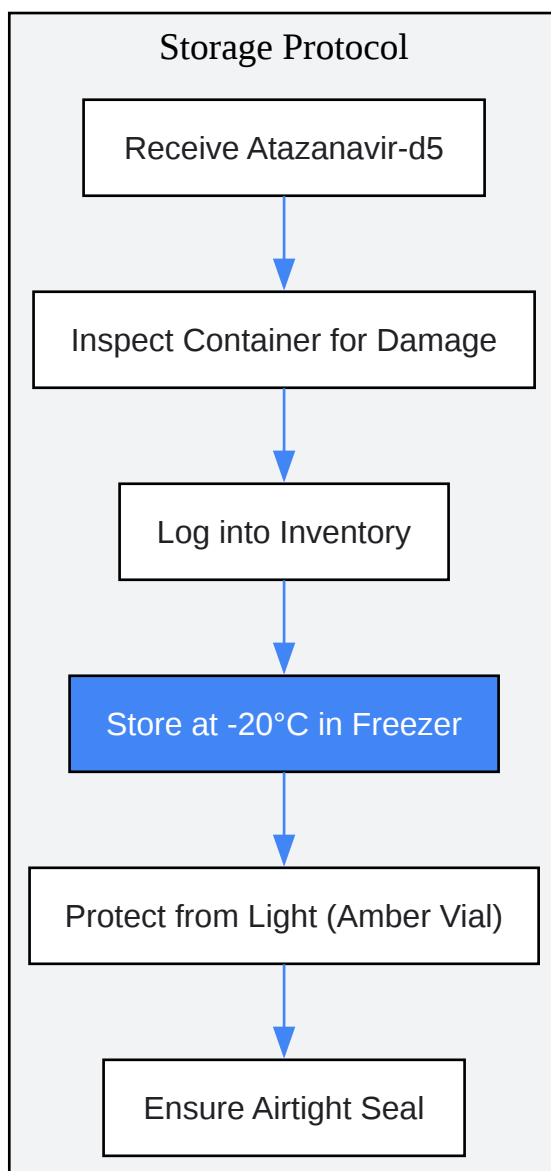 Storage Protocol
Receive Atazanavir-d5
Inspect Container for Damage
Log into Inventory
Store at -20°C in Freezer
Protect from Light (Amber Vial)
Ensure Airtight Seal